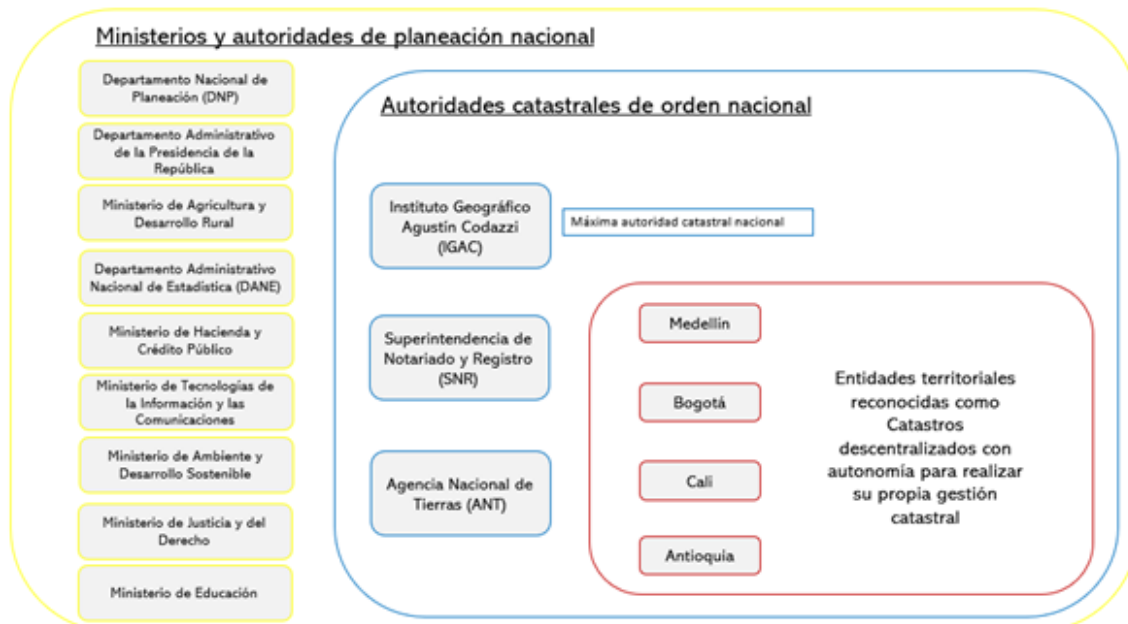 Ministerios y autoridades de planeación nacional
Departamento Nacional de
Planeación (DNP)
Departamento Administrativo
de la Presidencia de la
República
Ministerio de Agricultura y
Desarrollo Rural
Departamento Administrativo
Nacional de Estadística (DANE)
Ministerio de Hacienda y
Crédito Público
Ministerio de Tecnologías de
la Información y las
Comunicaciones
Ministerio de Ambiente y
Desarrollo Sostenible
Ministerio de Justicia y del
Derecho
Ministerio de Educación
Autoridades catastrales de orden nacional
Instituto Geográfico
Agustín Codazzi
(IGAC)
Máxima autoridad catastral nacional
Superintendencia de
Notariado y Registro
(SNR)
Agencia Nacional de
Tierras (ANT)
Medellín
Bogotá
Cali
Antioquia
Entidades territoriales
reconocidas como
Catastros
descentralizados con
autonomía para realizar
su propia gestión
catastral